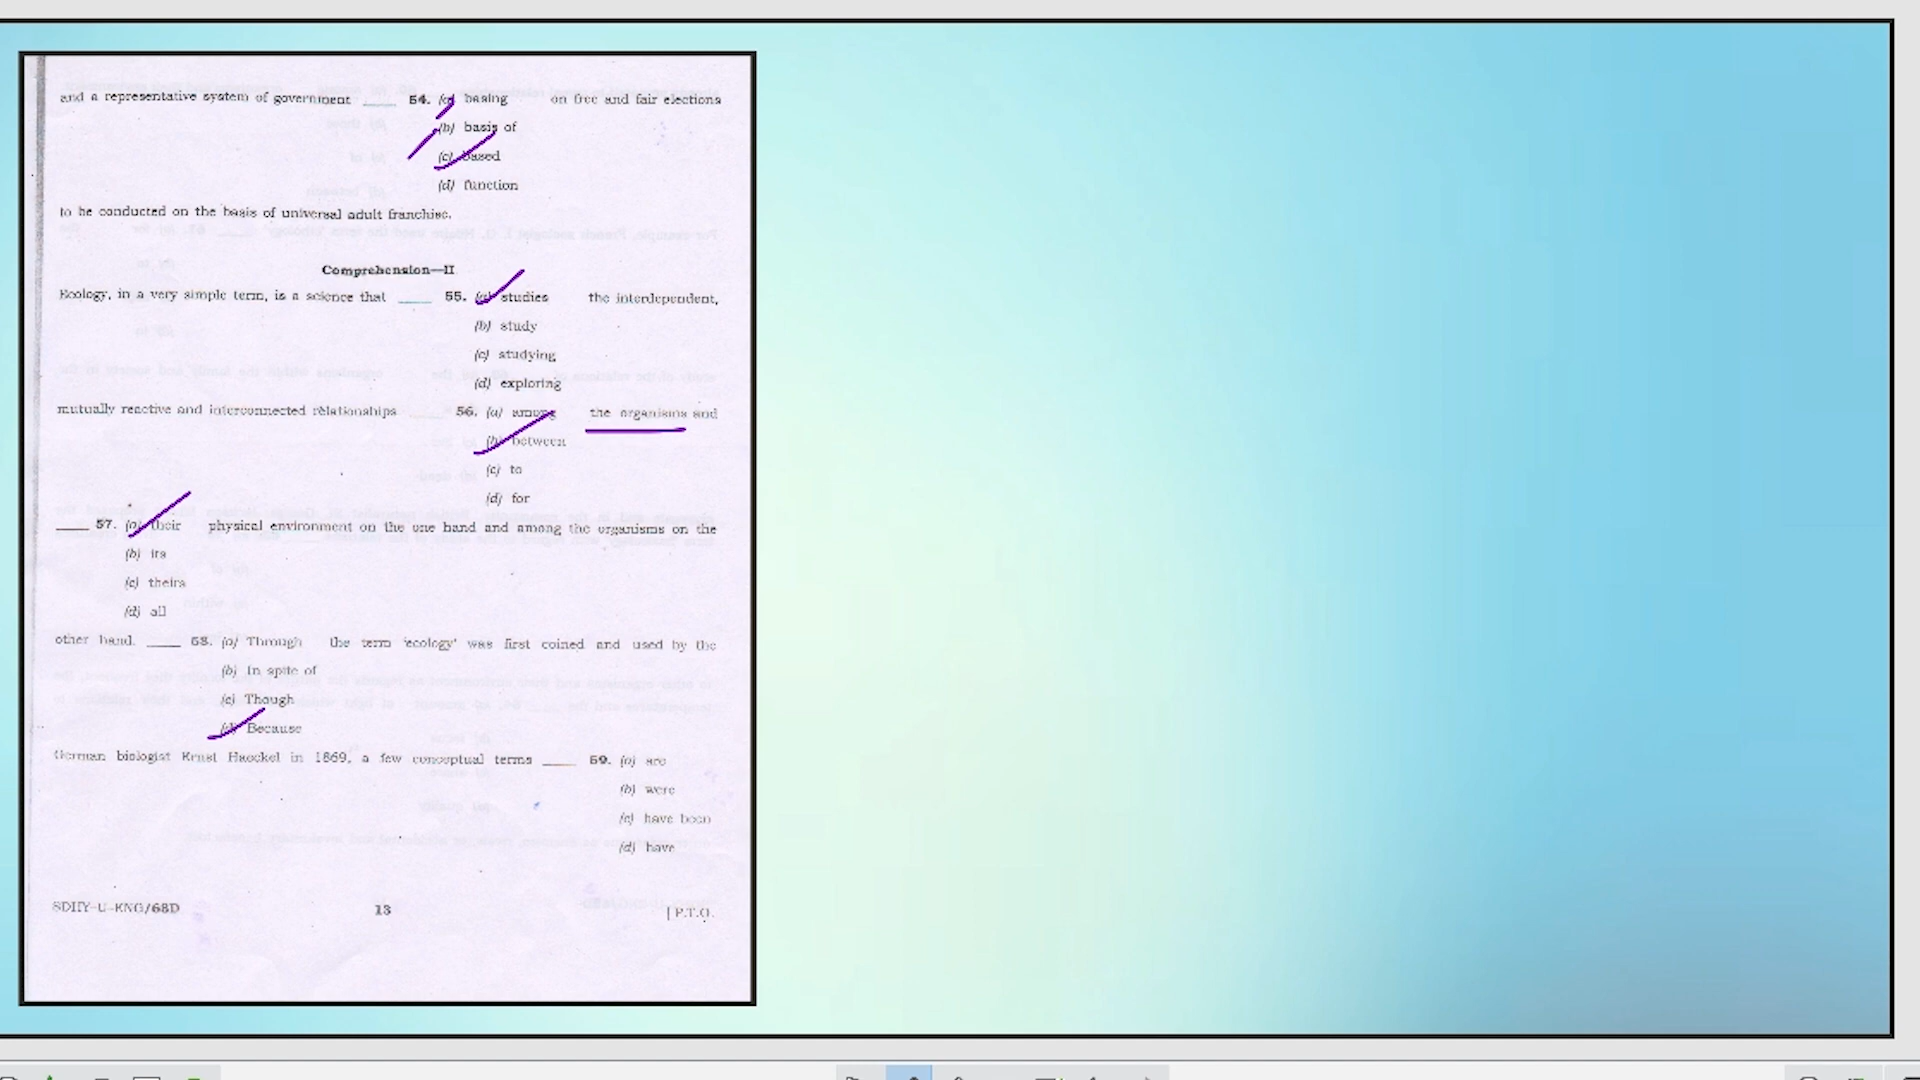 and a representative system of government ____ 54. (a) basing on free and fair elections
(b) basis of
(c) based
(d) function
to be conducted on the basis of universal adult franchise.
Comprehension—II
Ecology, in a very simple term, is a science that ____ 55. (a) studies the interdependent,
(b) study
(c) studying
(d) exploring
mutually reactive and interconnected relationships ____ 56. (a) among the organisms and
(b) between
(c) to
(d) for
____ 57. (a) their physical environment on the one hand and among the organisms on the
(b) its
(c) theirs
(d) all
other hand. ____ 58. (a) Through the term 'ecology' was first coined and used by the
(b) In spite of
(c) Though
(d) Because
German biologist Ernst Haeckel in 1869, a few conceptual terms ____ 59. (a) are
(b) were
(c) have been
(d) have
SDHY-U-KNG/68D 13 [ P.T.O.